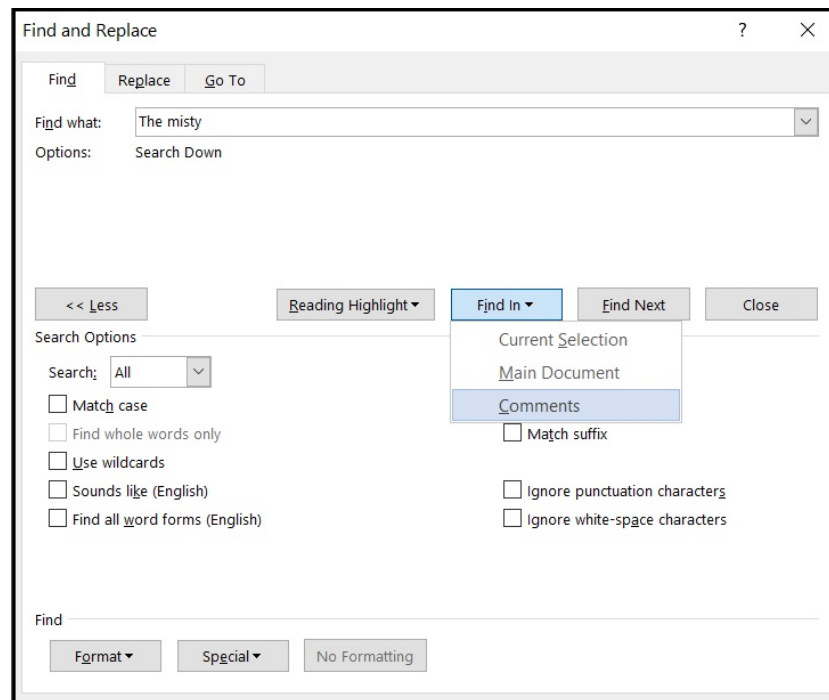 Find and Replace ? ×
Find Replace Go To
Find what: The misty
Options: Search Down
<< Less Reading Highlight Find In Find Next Close
Current Selection
Main Document
Comments
Search Options
Search: All
Match case
Find whole words only
Use wildcards
Sounds like (English)
Find all word forms (English)
Match suffix
Ignore punctuation characters
Ignore white-space characters
Find
Format Special No Formatting